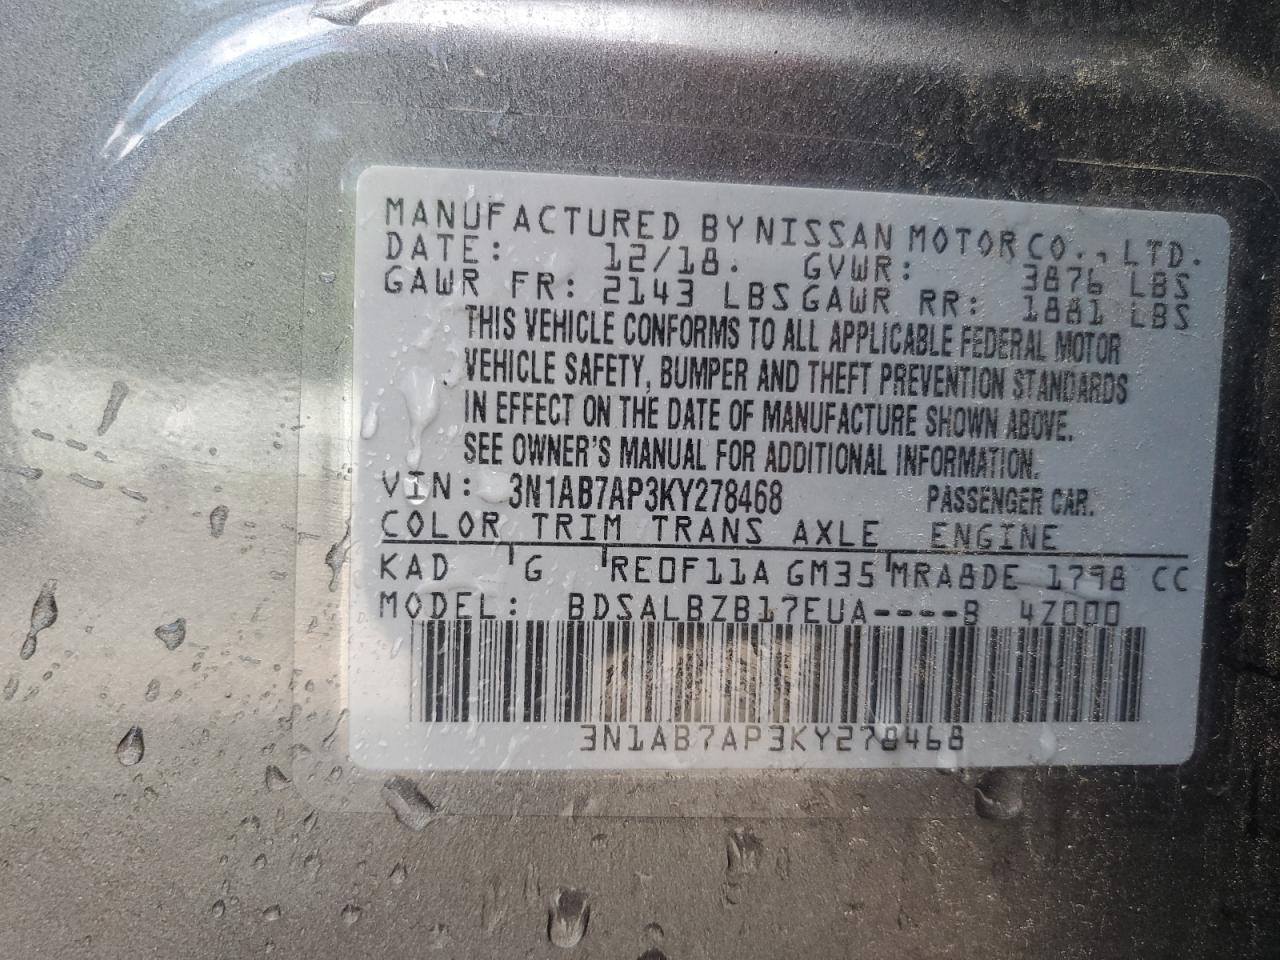 MANUFACTURED BY NISSAN MOTOR CO., LTD.
DATE: 12/18. GVWR: 3876 LBS
GAWR FR: 2143 LBS GAWR RR: 1881 LBS
THIS VEHICLE CONFORMS TO ALL APPLICABLE FEDERAL MOTOR
VEHICLE SAFETY, BUMPER AND THEFT PREVENTION STANDARDS
IN EFFECT ON THE DATE OF MANUFACTURE SHOWN ABOVE.
SEE OWNER'S MANUAL FOR ADDITIONAL INFORMATION.
VIN: 3N1AB7AP3KY278468 PASSENGER CAR.
COLOR TRIM TRANS AXLE ENGINE
KAD G RE0F11A GM35 MRA8DE 1798 CC
MODEL: BDSALBZB17EUA----B 4Z000
3N1AB7AP3KY278468